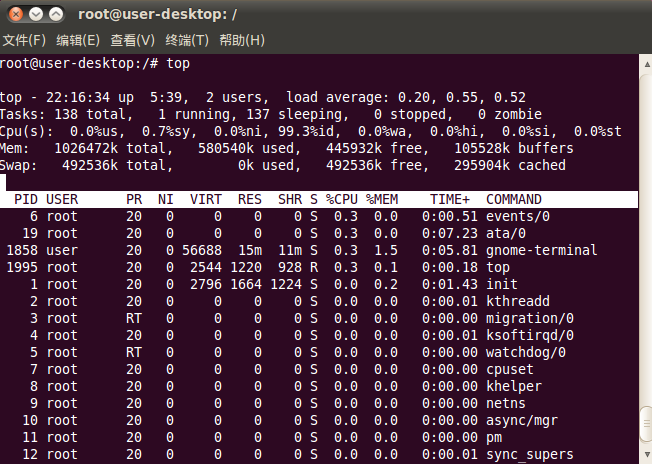 root@user-desktop: /
文件(F) 编辑(E) 查看(V) 终端(T) 帮助(H)
root@user-desktop:/# top
top - 22:16:34 up  5:39,  2 users,  load average: 0.20, 0.55, 0.52
Tasks: 138 total,   1 running, 137 sleeping,   0 stopped,   0 zombie
Cpu(s):  0.0%us,  0.7%sy,  0.0%ni, 99.3%id,  0.0%wa,  0.0%hi,  0.0%si,  0.0%st
Mem:   1026472k total,   580540k used,   445932k free,   105528k buffers
Swap:   492536k total,        0k used,   492536k free,   295904k cached
PID USER      PR  NI  VIRT  RES  SHR S %CPU %MEM    TIME+  COMMAND
6 root      20   0     0    0    0 S  0.3  0.0   0:00.51 events/0
19 root      20   0     0    0    0 S  0.3  0.0   0:07.23 ata/0
1858 user      20   0 56688  15m  11m S  0.3  1.5   0:05.81 gnome-terminal
1995 root      20   0  2544 1220  928 R  0.3  0.1   0:00.18 top
1 root      20   0  2796 1664 1224 S  0.0  0.2   0:01.43 init
2 root      20   0     0    0    0 S  0.0  0.0   0:00.01 kthreadd
3 root      RT   0     0    0    0 S  0.0  0.0   0:00.00 migration/0
4 root      20   0     0    0    0 S  0.0  0.0   0:00.01 ksoftirqd/0
5 root      RT   0     0    0    0 S  0.0  0.0   0:00.00 watchdog/0
7 root      20   0     0    0    0 S  0.0  0.0   0:00.00 cpuset
8 root      20   0     0    0    0 S  0.0  0.0   0:00.00 khelper
9 root      20   0     0    0    0 S  0.0  0.0   0:00.00 netns
10 root      20   0     0    0    0 S  0.0  0.0   0:00.00 async/mgr
11 root      20   0     0    0    0 S  0.0  0.0   0:00.00 pm
12 root      20   0     0    0    0 S  0.0  0.0   0:00.01 sync_supers